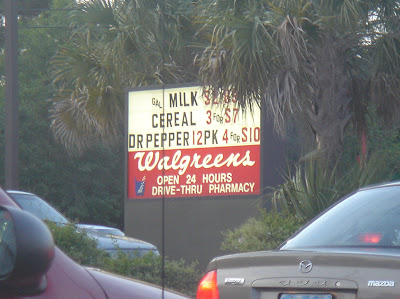 GAL MILK
CEREAL 3 FOR $7
DR PEPPER 12PK 4 FOR $10
Walgreens
OPEN 24 HOURS
DRIVE-THRU PHARMACY
mazda